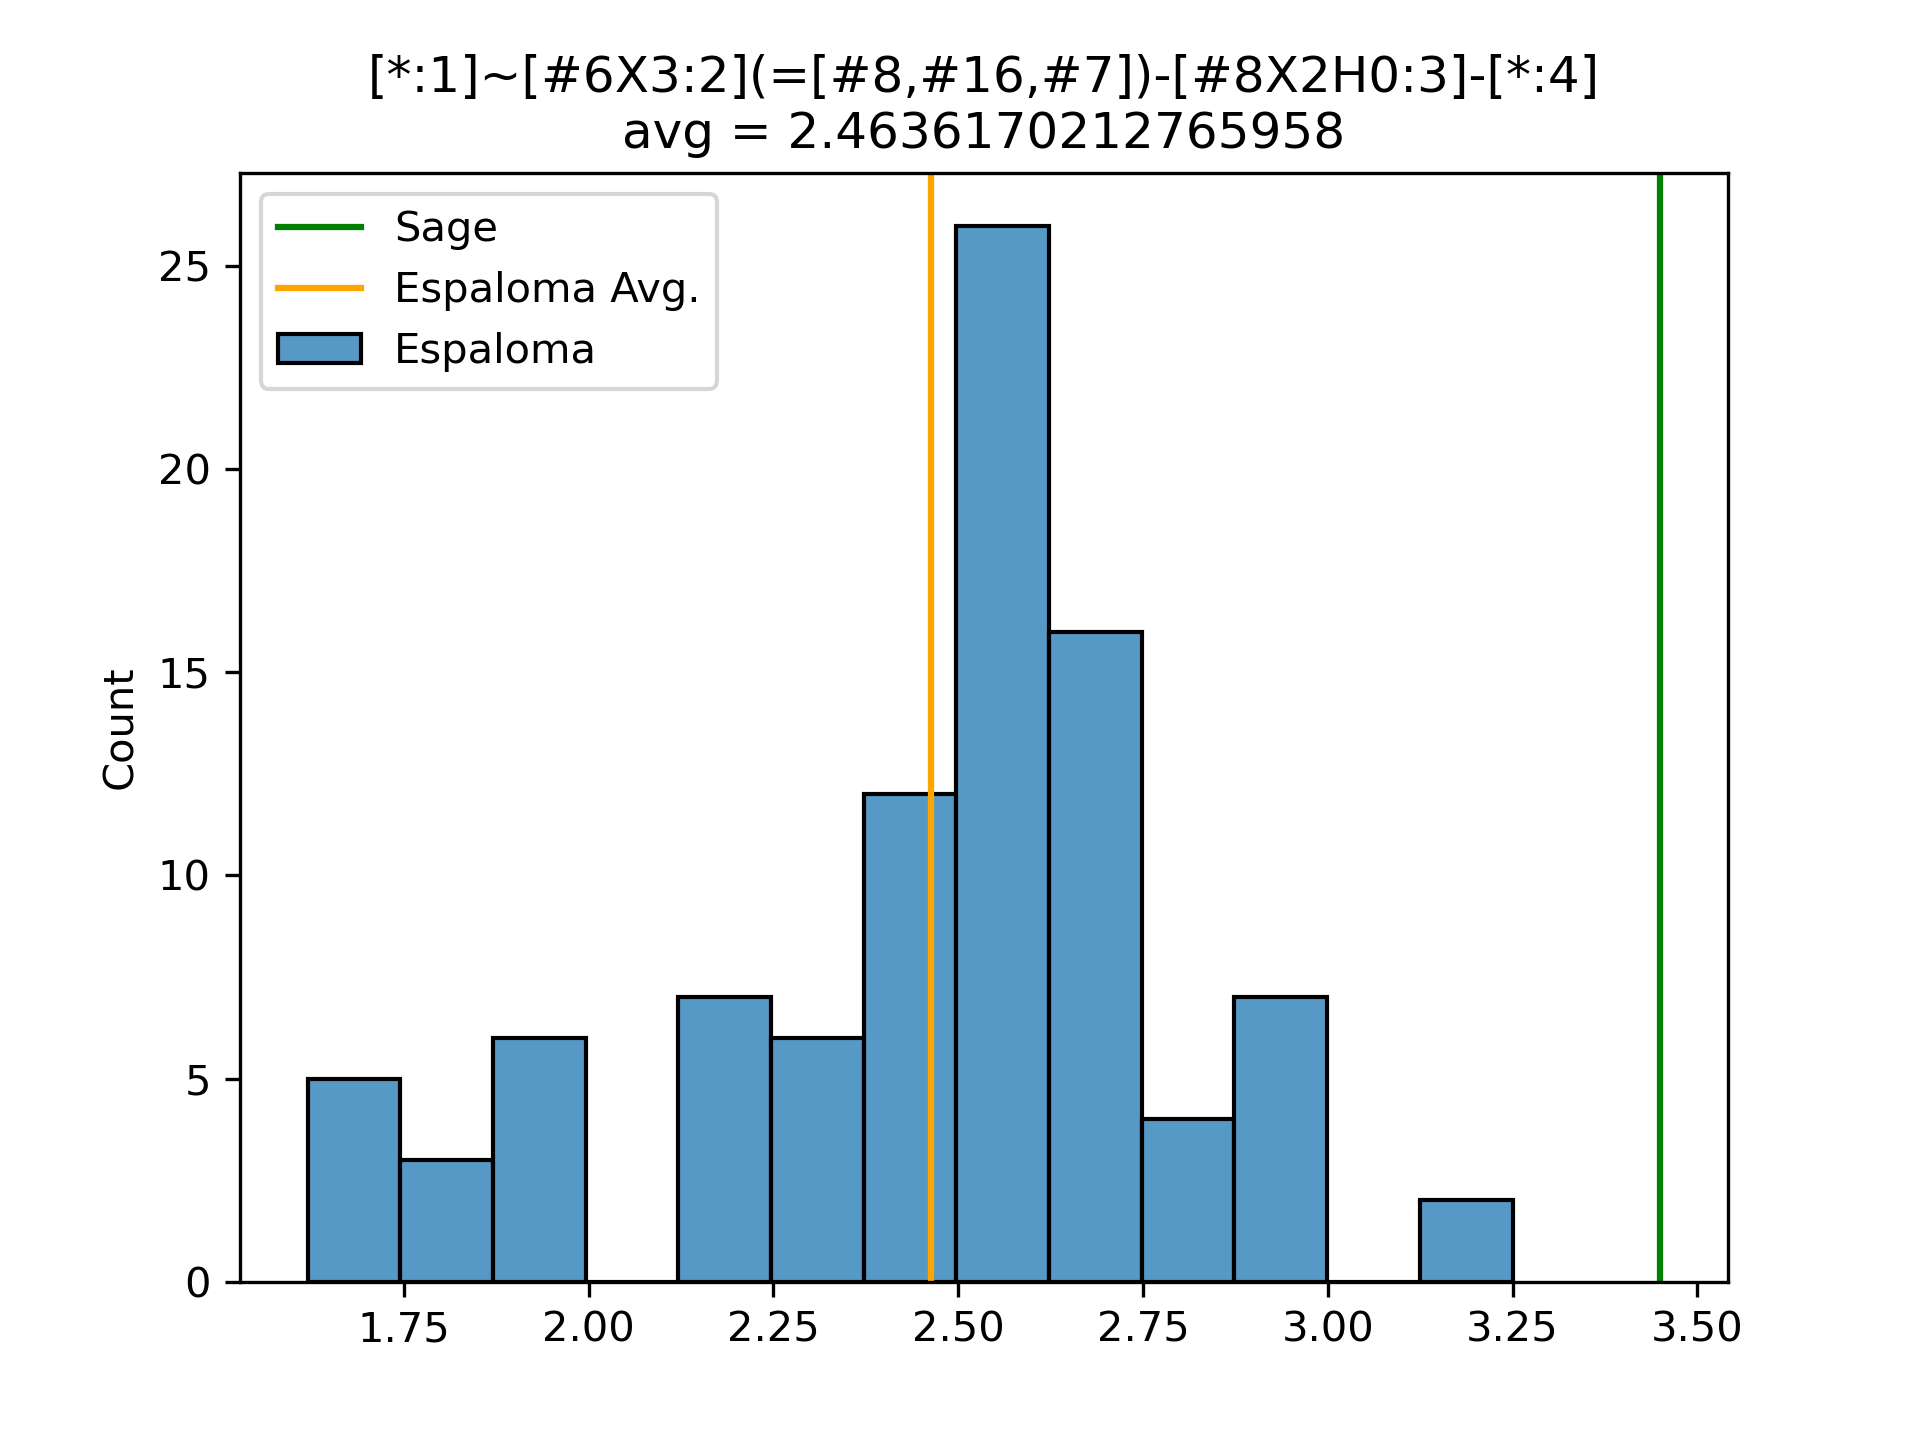 [*:1]~[#6X3:2](=[#8,#16,#7])-[#8X2H0:3]-[*:4]
avg = 2.4636170212765958
Sage
Espaloma Avg.
Espaloma
25
20
15
10
5
0
Count
1.75 2.00 2.25 2.50 2.75 3.00 3.25 3.50